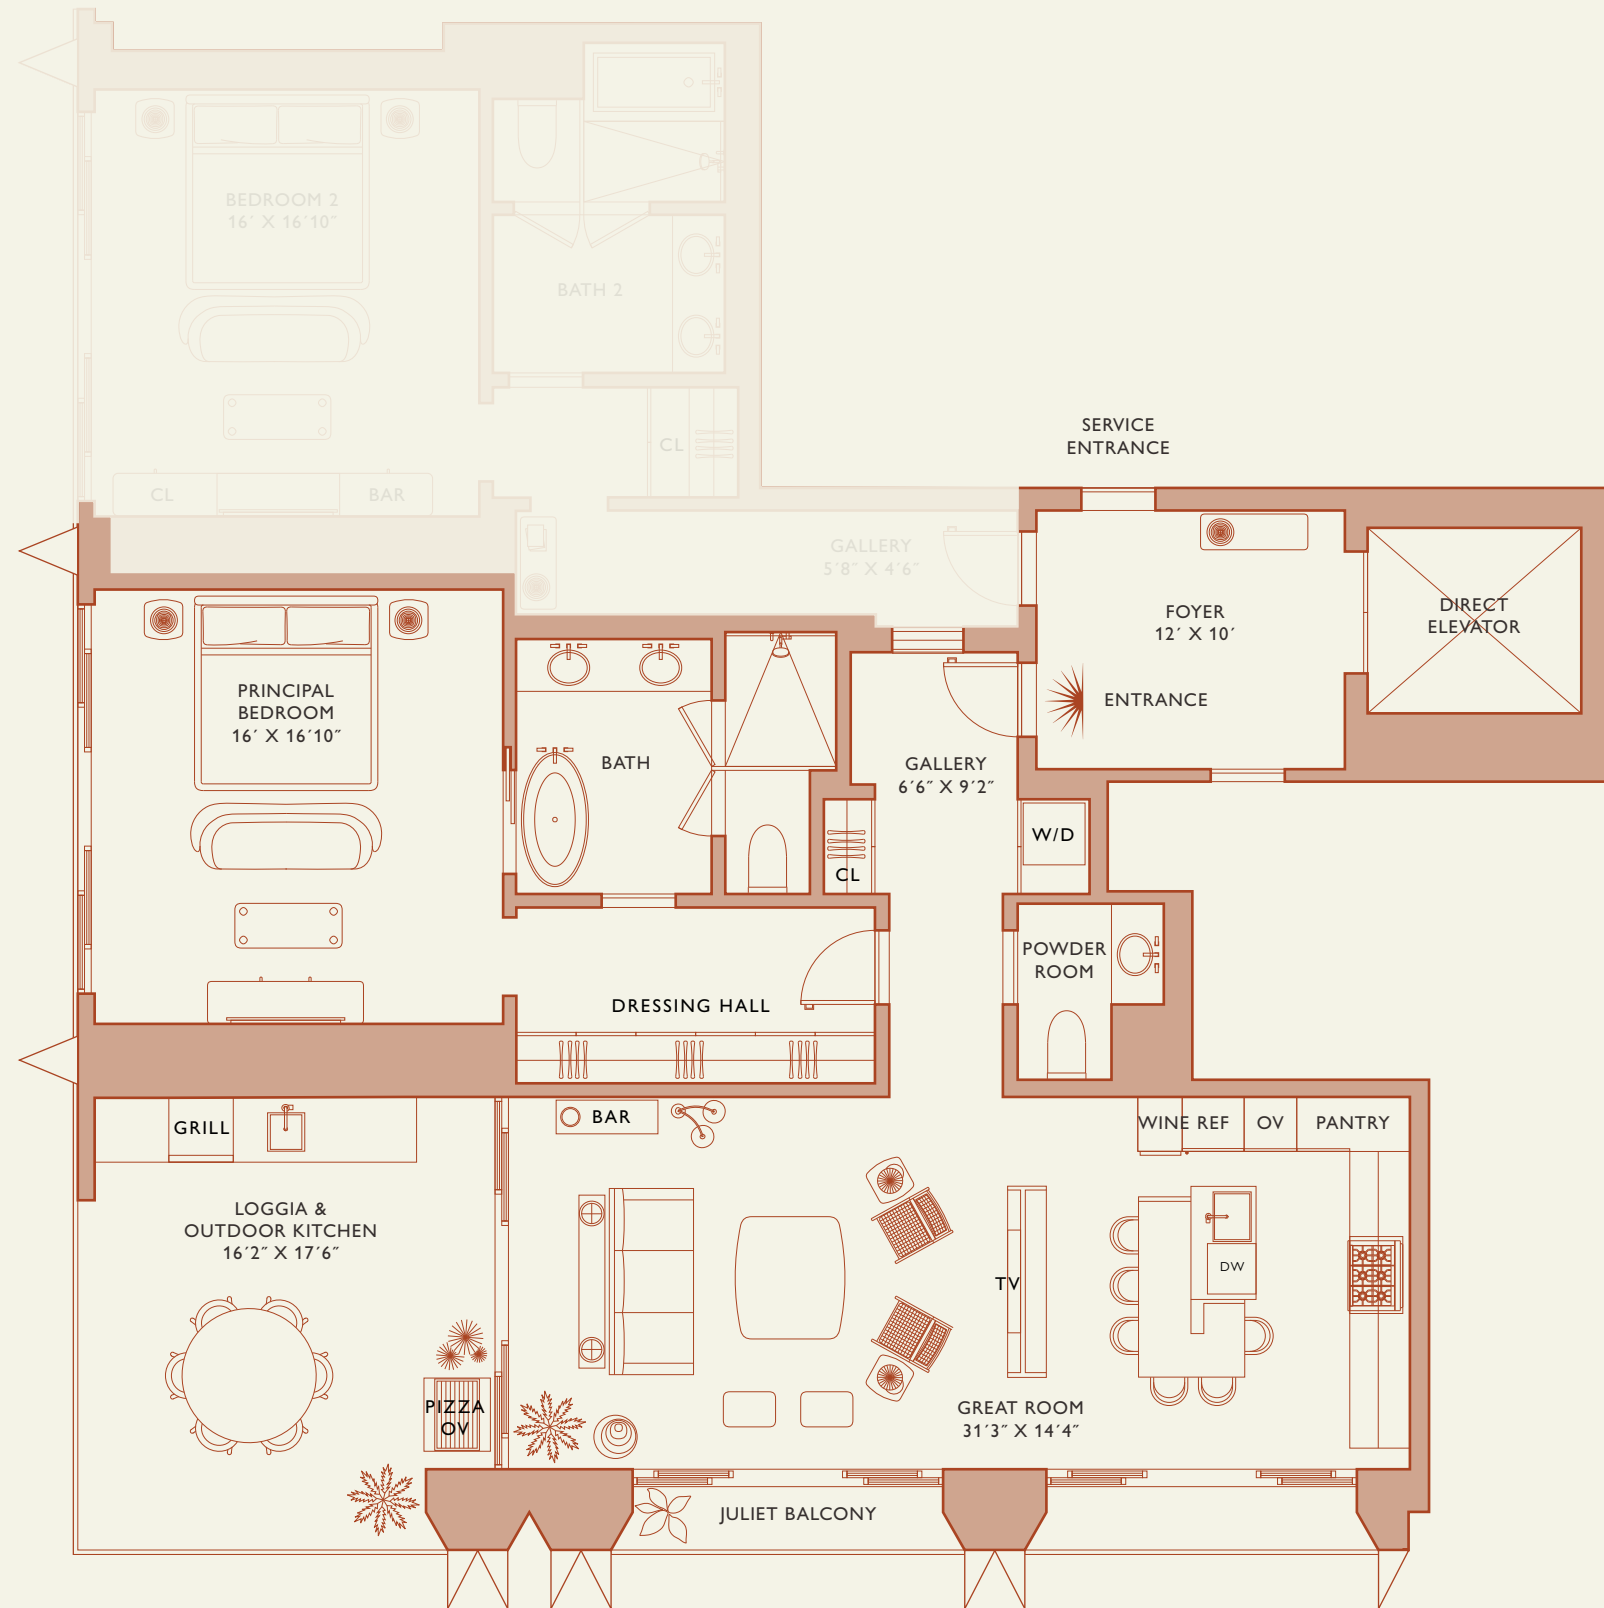 BEDROOM 2
16´ X 16´10˝
BATH 2
CL
CL
BAR
GALLERY
5´8˝ X 4´6˝
SERVICE
ENTRANCE
FOYER
12´ X 10´
DIRECT
ELEVATOR
ENTRANCE
PRINCIPAL
BEDROOM
16´ X 16´10˝
BATH
GALLERY
6´6˝ X 9´2˝
CL
W/D
POWDER
ROOM
DRESSING HALL
GRILL
BAR
WINE REF
OV
PANTRY
LOGGIA &
OUTDOOR KITCHEN
16´2˝ X 17´6˝
TV
DW
PIZZA
OV
GREAT ROOM
31´3˝ X 14´4˝
JULIET BALCONY